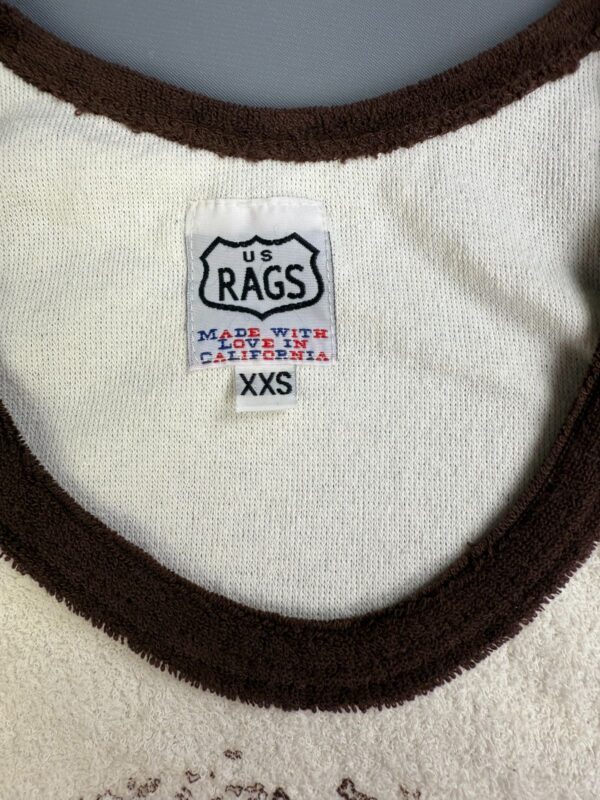 US
RAGS
MADE WITH
LOVE IN
CALIFORNIA
XXS